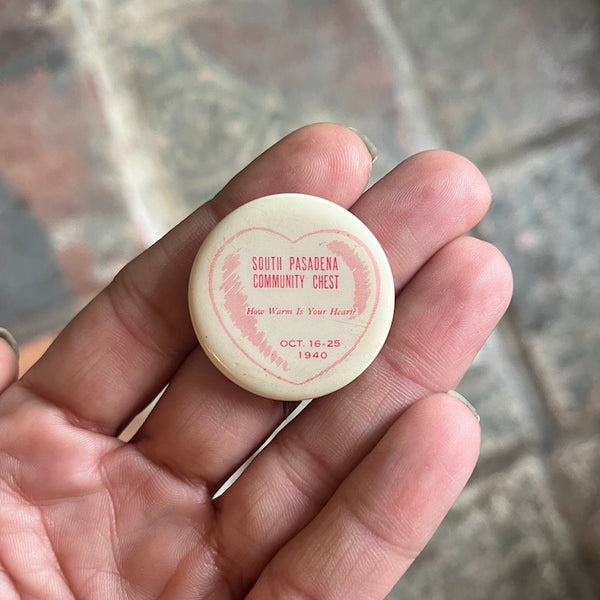 SOUTH PASADENA
COMMUNITY CHEST
How Warm Is Your Heart?
OCT. 16-25
1940